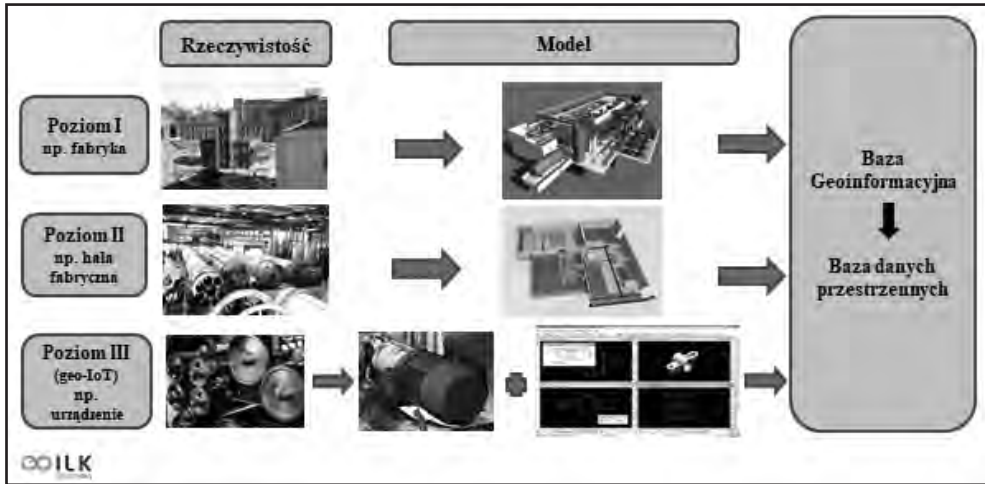 Rzeczywistość
Model
Poziom I
np. fabryka
Baza
Geoinformacyjna
Baza danych
przestrzennych
Poziom II
np. hala
fabryczna
Poziom III
(geo-IoT)
np.
urządzenie
ILK